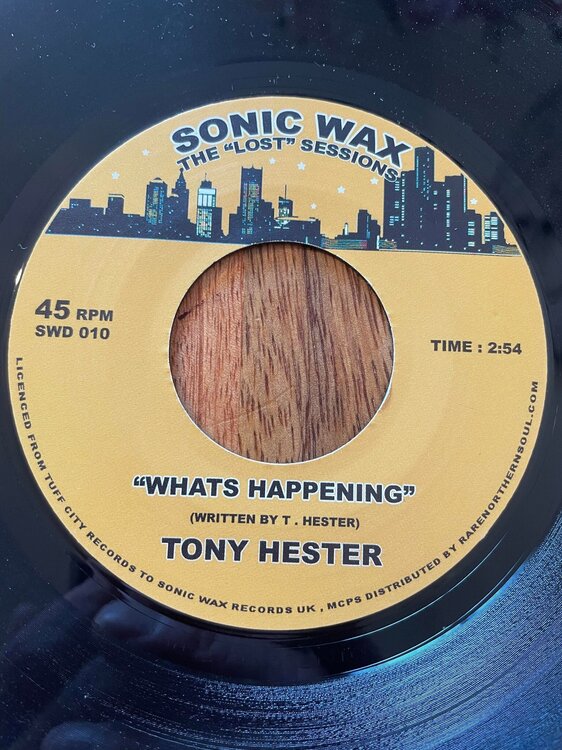 SONIC WAX
THE "LOST" SESSIONS
45 RPM
SWD 010
TIME : 2:54
"WHATS HAPPENING"
(WRITTEN BY T . HESTER)
TONY HESTER
LICENCED FROM TUFF CITY RECORDS TO SONIC WAX RECORDS UK , MCPS DISTRIBUTED BY RARENORTHERNSOUL.COM